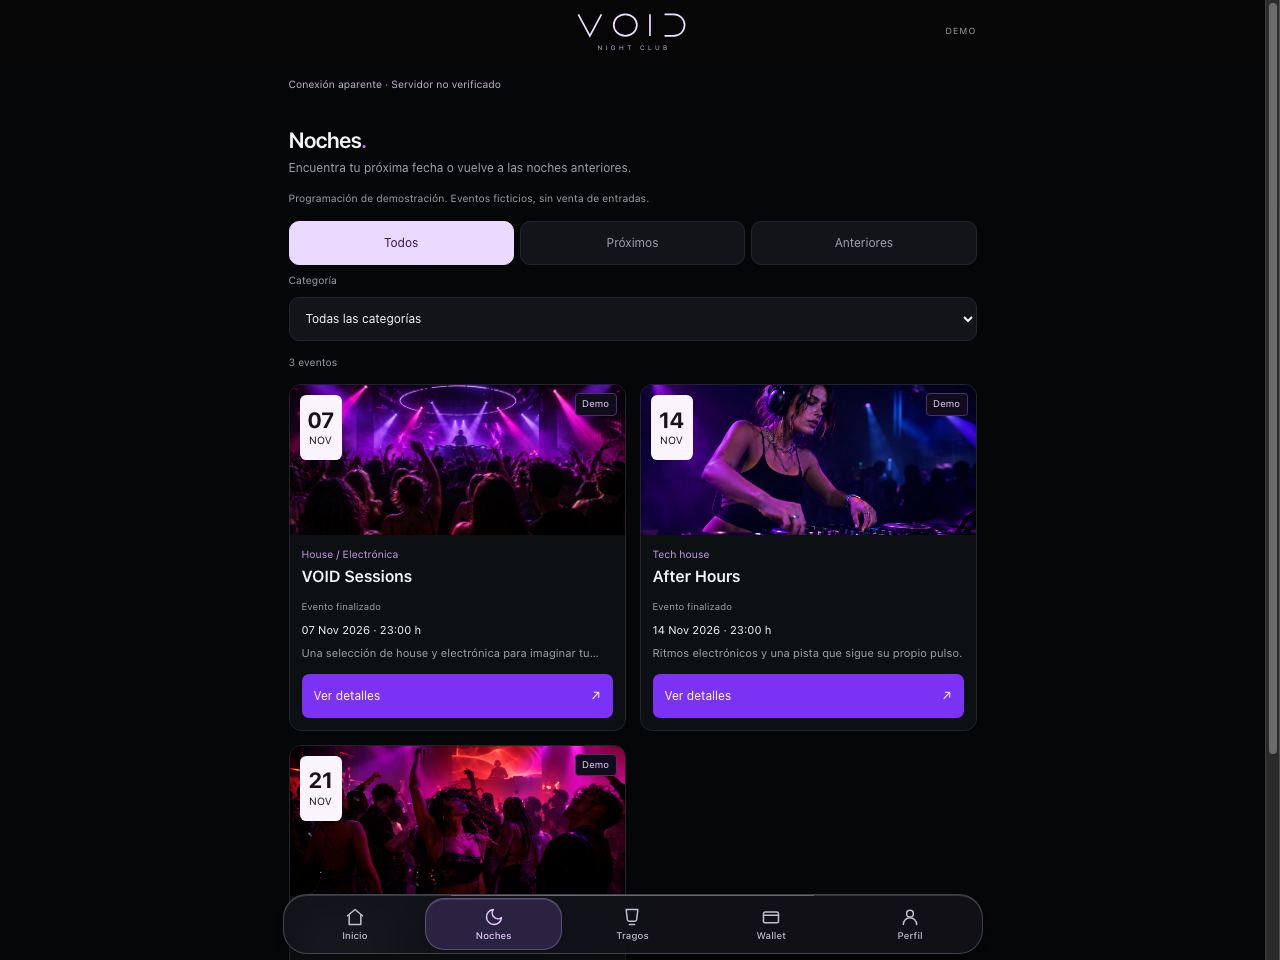 VOID
NIGHT CLUB
DEMO
Conexión aparente · Servidor no verificado
Noches.
Encuentra tu próxima fecha o vuelve a las noches anteriores.
Programación de demostración. Eventos ficticios, sin venta de entradas.
Todos
Próximos
Anteriores
Categoría
Todas las categorías
3 eventos
07
NOV
Demo
House / Electrónica
VOID Sessions
Evento finalizado
07 Nov 2026 · 23:00 h
Una selección de house y electrónica para imaginar tu...
Ver detalles ↗
14
NOV
Demo
Tech house
After Hours
Evento finalizado
14 Nov 2026 · 23:00 h
Ritmos electrónicos y una pista que sigue su propio pulso.
Ver detalles ↗
21
NOV
Demo
Inicio
Noches
Tragos
Wallet
Perfil